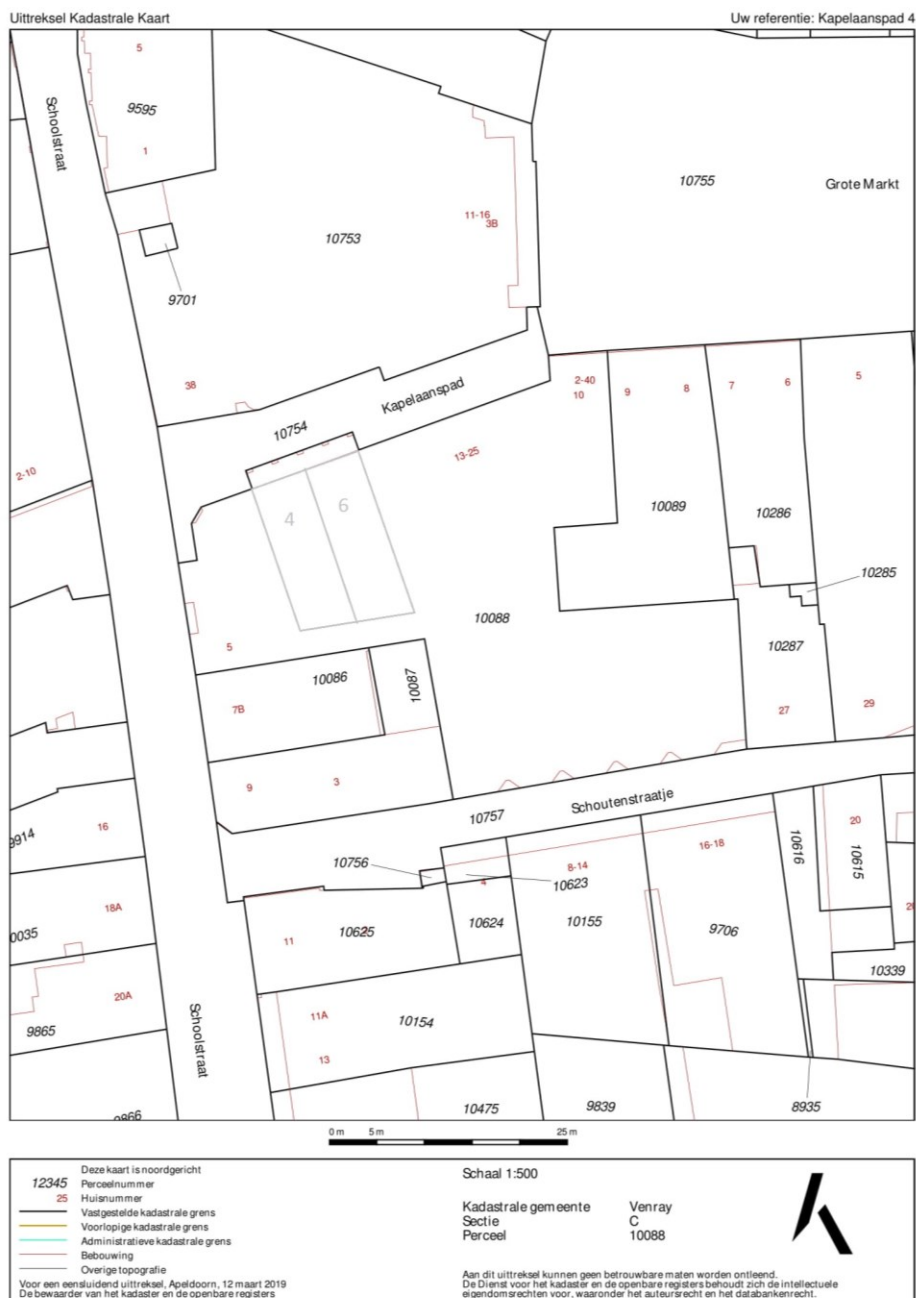 Uittreksel Kadastrale Kaart
Uw referentie: Kapelaanspad 4
5
Schoolstraat
9595
1
10755
Grote Markt
11-16
3B
10753
9701
38
2-40
10
9
8
7
6
5
Kapelaanspad
10754
13-25
2-10
4
6
10089
10286
10285
10088
5
10287
10086
10087
7B
27
29
9
3
Schoutenstraatje
10757
16
9914
10756
8-14
16-18
10616
20
10615
4
10623
18A
0035
11
10625
10624
10155
9706
10339
20A
9865
Schoolstraat
11A
10154
13
9866
10475
9839
8935
0 m 5 m 25 m
Deze kaart is noordgericht
12345 Perceelnummer
25 Huisnummer
Vastgestelde kadastrale grens
Voorlopige kadastrale grens
Administratieve kadastrale grens
Bebouwing
Overige topografie
Voor een eensluidend uittreksel, Apeldoorn, 12 maart 2019
De bewaarder van het kadaster en de openbare registers
Schaal 1:500
Kadastrale gemeente Venray
Sectie C
Perceel 10088
Aan dit uittreksel kunnen geen betrouwbare maten worden ontleend.
De Dienst voor het kadaster en de openbare registers behoudt zich de intellectuele
eigendomsrechten voor, waaronder het auteursrecht en het databankenrecht.